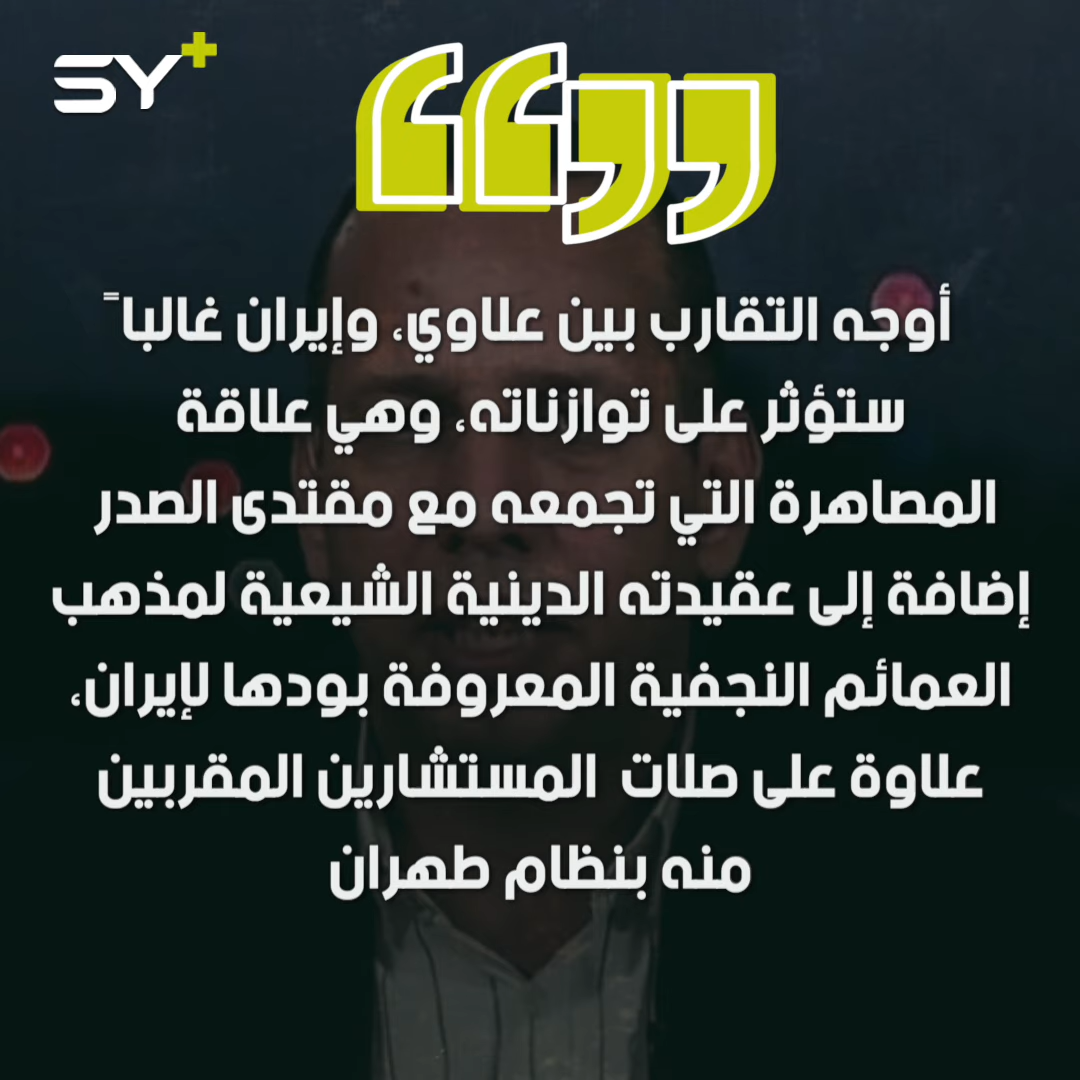 SY+
أوجه التقارب بين علاوي، وإيران غالبا ً
ستؤثر على توازناته، وهي علاقة
المصاهرة التي تجمعه مع مقتدى الصدر
إضافة إلى عقيدته الدينية الشيعية لمذهب
العمائم النجفية المعروفة بودها لإيران،
علاوة على صلات المستشارين المقربين
منه بنظام طهران